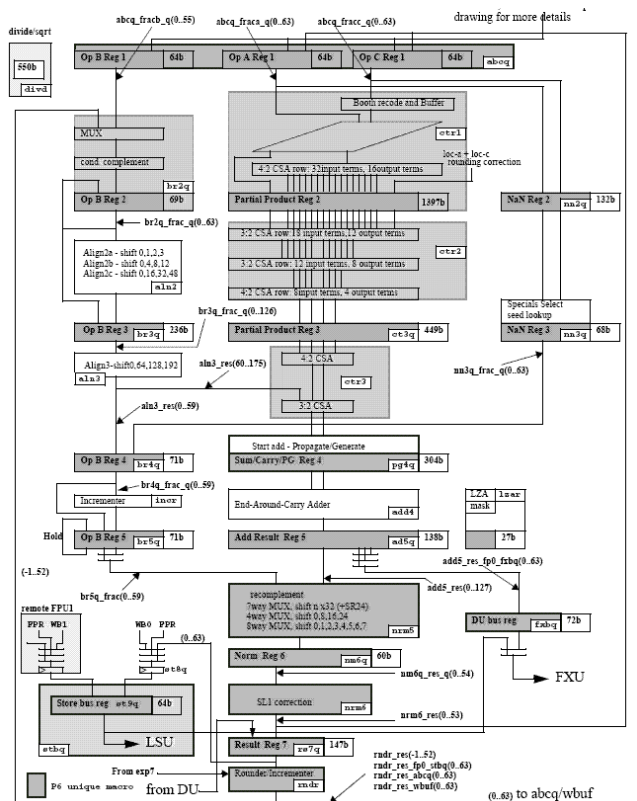 drawing for more details
abcq_fracb_q(0..55)
abcq_fraca_q(0..63)
abcq_fracc_q(0..63)
divide/sqrt
550b
divd
Op B Reg 1
64b
Op A Reg 1
64b
Op C Reg 1
64b
abcq
Booth recode and Buffer
ctr1
MUX
cond. complement
loc-a + loc-c
rounding correction
4:2 CSA row: 32input terms, 16output terms
br2q
Op B Reg 2
69b
Partial Product Reg 2
1397b
NaN Reg 2
nn2q
132b
br2q_frac_q(0..63)
3:2 CSA row 18 input terms, 12 output terms
ctr2
Align2a - shift 0,1,2,3
Align2b - shift 0,4,8,12
Align2c - shift 0,16,32,48
aln2
3:2 CSA row: 12 input terms, 8 output terms
4:2 CSA row: 8input terms, 4 output terms
br3q_frac_q(0..126)
Specials Select
seed lookup
Op B Reg 3
br3q
236b
Partial Product Reg 3
ct3q
449b
NaN Reg 3
nn3q
68b
Align3-shift0,64,128,192
aln3
aln3_res(60..175)
4:2 CSA
ctr3
3:2 CSA
nn3q_frac_q
(0..63)
aln3_res(0..59)
Start add - Propagate/Generate
Op B Reg 4
br4q
71b
Sum/Carry/PG Reg 4
pg4q
304b
br4q_frac_q(0..59)
Incrementer
incr
End-Around-Carry Adder
add4
LZA
lzar
mask
27b
Hold
Op B Reg 5
br5q
71b
Add Result Reg 5
ad5q
138b
(-1..52)
br5q_frac(0..59)
add5_res_fp0_fxbq(0..63)
add5_res(0..127)
remote FPU1
PPR WB1
WB0 PPR
(0..63)
st8q
recomplement
7way MUX, shift n x32 (+SR24)
4way MUX, shift 0,8,16,24
8way MUX, shift 0,1,2,3,4,5,6,7
nrm5
DU bus reg
fxbq
72b
Norm Reg 6
nm6q
60b
nm6q_res_q(0..54)
FXU
Store bus reg
st9q
64b
LSU
stbq
SL1 correction
nrm6
nrm6_res(0..53)
Result Reg 7
rs7q
147b
From exp7
Rounder/Incrementer
rndr
P6 unique macro
from DU
rndr_res(-1..52)
rndr_res_fp0_stbq(0..63)
rndr_res_abcq(0..63)
rndr_res_wbuf(0..63)
(0..63) to abcq/wbuf